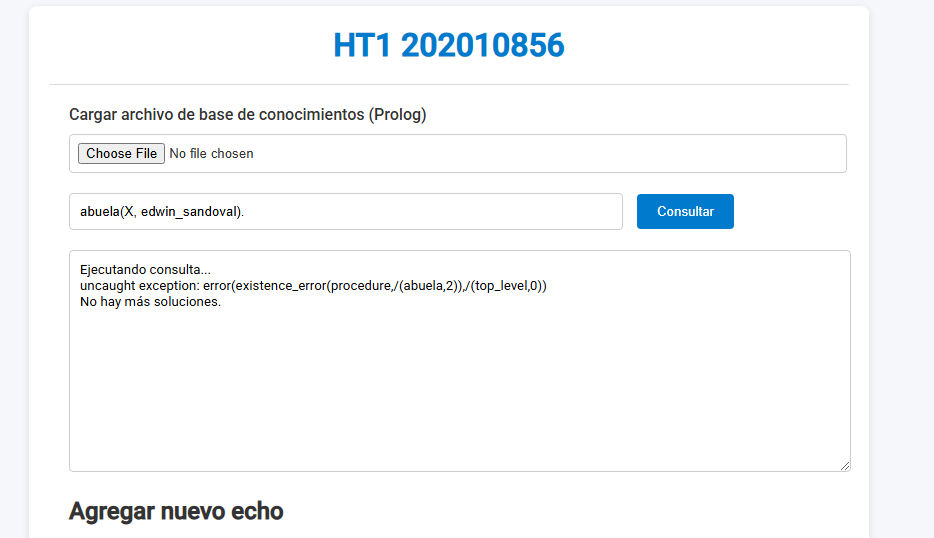 HT1 202010856
Cargar archivo de base de conocimientos (Prolog)
Choose File No file chosen
abuela(X, edwin_sandoval). Consultar
Ejecutando consulta...
uncaught exception: error(existence_error(procedure,/(abuela,2)),/(top_level,0))
No hay más soluciones.
Agregar nuevo echo